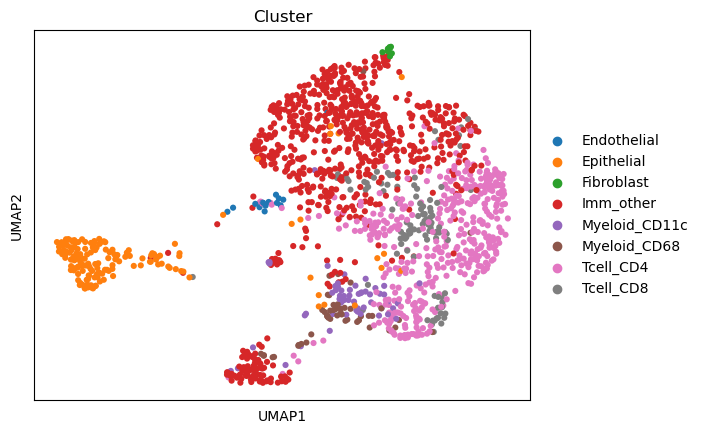 Cluster
UMAP2
UMAP1
Endothelial
Epithelial
Fibroblast
Imm_other
Myeloid_CD11c
Myeloid_CD68
Tcell_CD4
Tcell_CD8